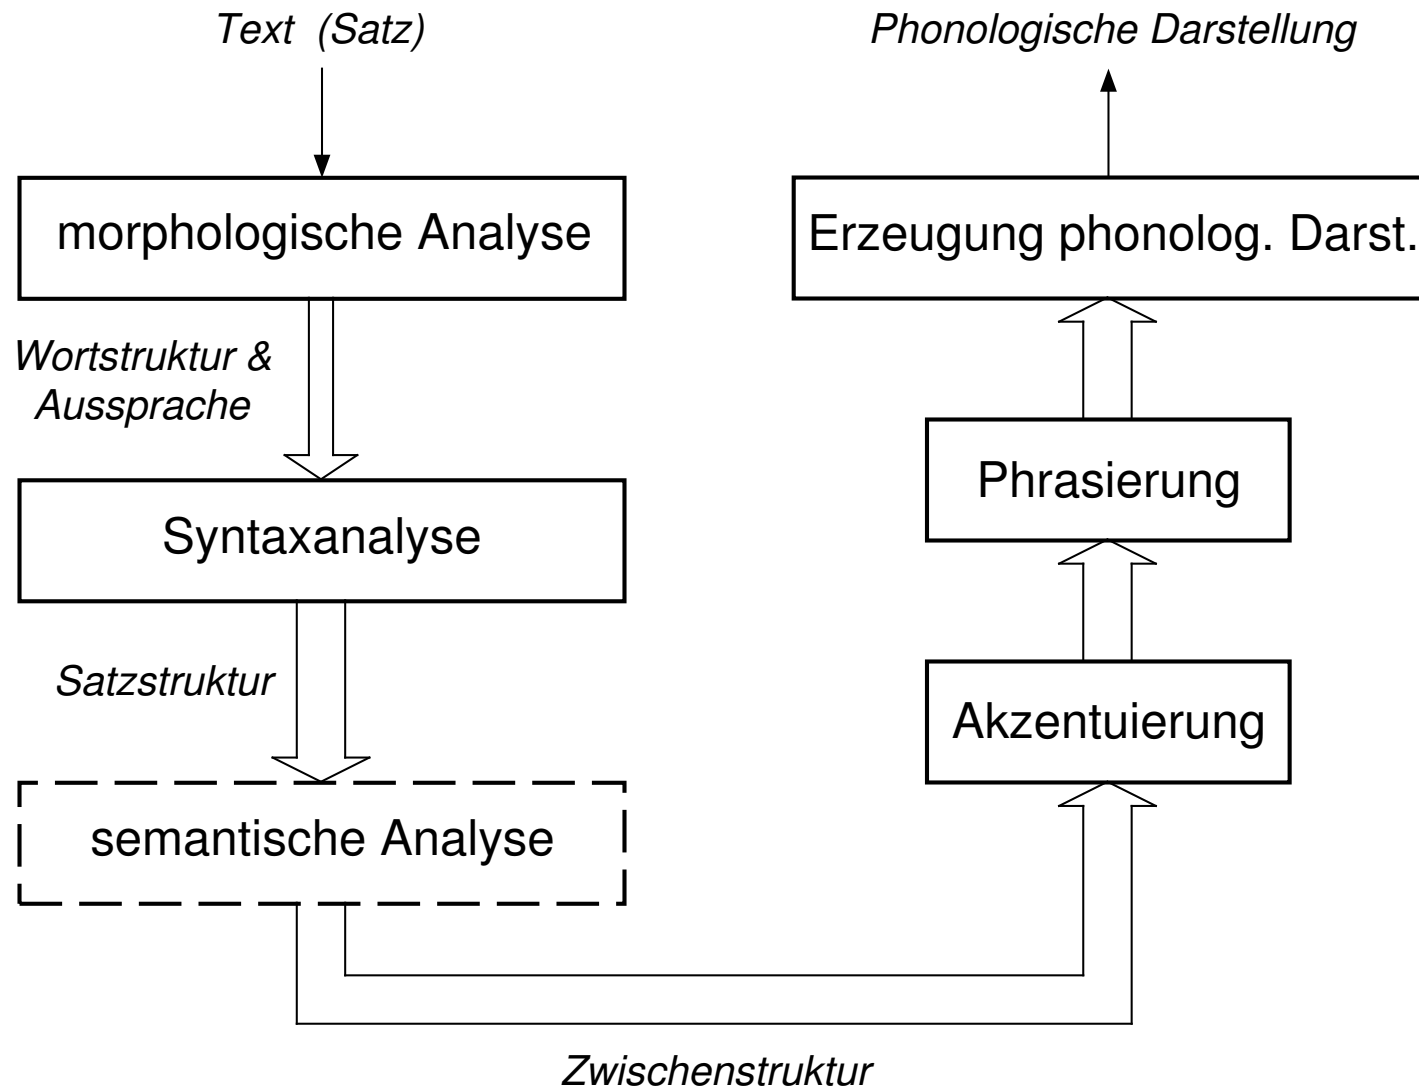 Text (Satz)
morphologische Analyse
Wortstruktur &
Aussprache
Syntaxanalyse
Satzstruktur
semantische Analyse
Zwischenstruktur
Akzentuierung
Phrasierung
Erzeugung phonolog. Darst.
Phonologische Darstellung